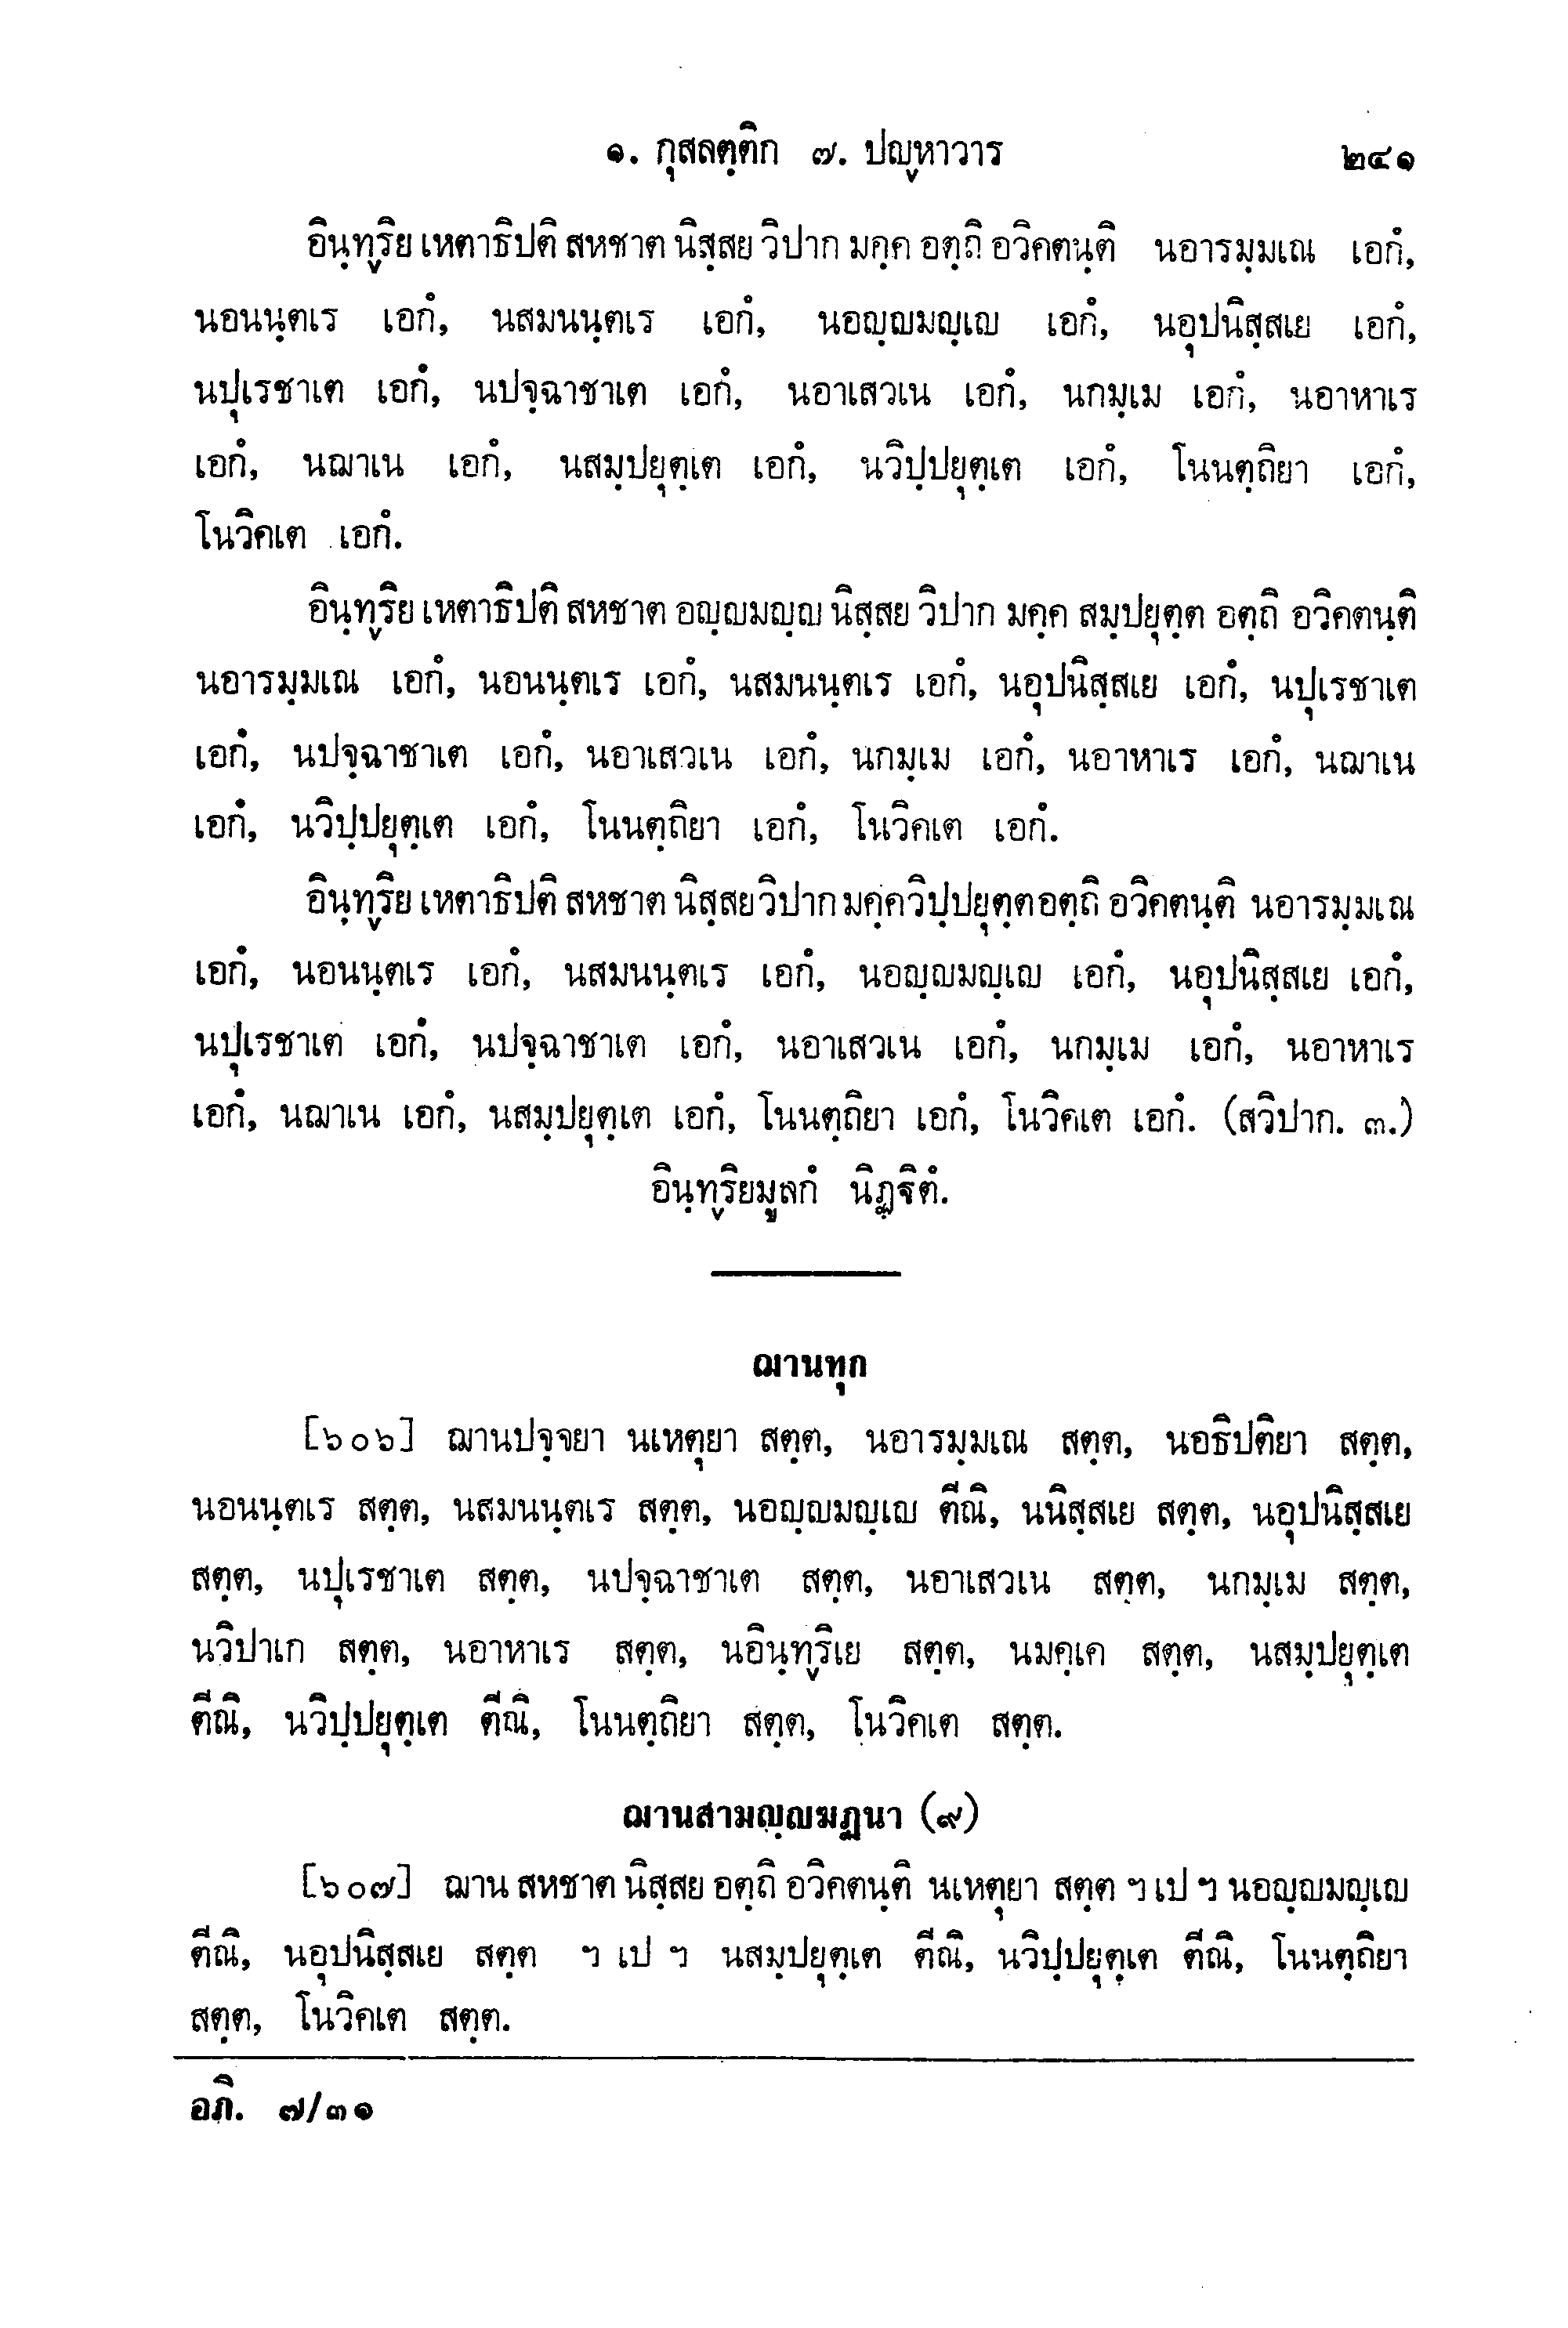 ๑. กุสลตฺติก ๗. ปญฺหาวาร ๒๔๑
อินฺทฺริย เหตาธิปติ สหชาต นิสฺสย วิปาก มคฺค อตฺถิ อวิคตนฺติ นอารมฺมเณ เอกํ,
นอนนฺตเร เอกํ, นสมนนฺตเร เอกํ, นอญฺญมญฺเญ เอกํ, นอุปนิสฺสเย เอกํ,
นปุเรชาเต เอกํ, นปจฺฉาชาเต เอกํ, นอาเสวเน เอกํ, นกมฺเม เอกํ, นอาหาเร
เอกํ, นฌาเน เอกํ, นสมฺปยุตฺเต เอกํ, นวิปฺปยุตฺเต เอกํ, โนนตฺถิยา เอกํ,
โนวิคเต เอกํ.
อินฺทฺริย เหตาธิปติ สหชาต อญฺญมญฺญ นิสฺสย วิปาก มคฺค สมฺปยุตฺต อตฺถิ อวิคตนฺติ
นอารมฺมเณ เอกํ, นอนนฺตเร เอกํ, นสมนนฺตเร เอกํ, นอุปนิสฺสเย เอกํ, นปุเรชาเต
เอกํ, นปจฺฉาชาเต เอกํ, นอาเสวเน เอกํ, นกมฺเม เอกํ, นอาหาเร เอกํ, นฌาเน
เอกํ, นวิปฺปยุตฺเต เอกํ, โนนตฺถิยา เอกํ, โนวิคเต เอกํ.
อินฺทฺริย เหตาธิปติ สหชาต นิสฺสย วิปาก มคฺค วิปฺปยุตฺต อตฺถิ อวิคตนฺติ นอารมฺมเณ
เอกํ, นอนนฺตเร เอกํ, นสมนนฺตเร เอกํ, นอญฺญมญฺเญ เอกํ, นอุปนิสฺสเย เอกํ,
นปุเรชาเต เอกํ, นปจฺฉาชาเต เอกํ, นอาเสวเน เอกํ, นกมฺเม เอกํ, นอาหาเร
เอกํ, นฌาเน เอกํ, นสมฺปยุตฺเต เอกํ, โนนตฺถิยา เอกํ, โนวิคเต เอกํ. (สวิปาก. ๓.)
อินฺทฺริยมูลกํ นิฏฺฐิตํ.
ฌานทุก
[๖๐๖] ฌานปจฺจยา นเหตุยา สตฺต, นอารมฺมเณ สตฺต, นอธิปติยา สตฺต,
นอนนฺตเร สตฺต, นสมนนฺตเร สตฺต, นอญฺญมญฺเญ ตีณิ, นนิสฺสเย สตฺต, นอุปนิสฺสเย
สตฺต, นปุเรชาเต สตฺต, นปจฺฉาชาเต สตฺต, นอาเสวเน สตฺต, นกมฺเม สตฺต,
นวิปาเก สตฺต, นอาหาเร สตฺต, นอินฺทฺริเย สตฺต, นมคฺเค สตฺต, นสมฺปยุตฺเต
ตีณิ, นวิปฺปยุตฺเต ตีณิ, โนนตฺถิยา สตฺต, โนวิคเต สตฺต.
ฌานสามญฺญฆฏนา (๙)
[๖๐๗] ฌาน สหชาต นิสฺสย อตฺถิ อวิคตนฺติ นเหตุยา สตฺต ฯ เป ฯ นอญฺญมญฺเญ
ตีณิ, นอุปนิสฺสเย สตฺต ฯ เป ฯ นสมฺปยุตฺเต ตีณิ, นวิปฺปยุตฺเต ตีณิ, โนนตฺถิยา
สตฺต, โนวิคเต สตฺต.
อภิ. ๗/๓๑